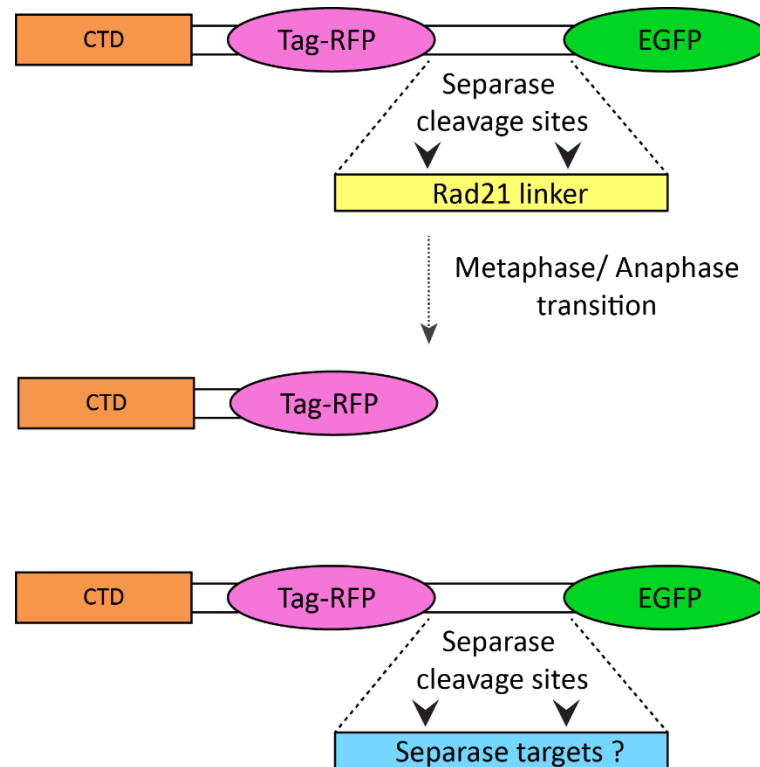 CTD Tag-RFP EGFP
Separase
cleavage sites
Rad21 linker
Metaphase/ Anaphase
transition
CTD Tag-RFP
CTD Tag-RFP EGFP
Separase
cleavage sites
Separase targets ?